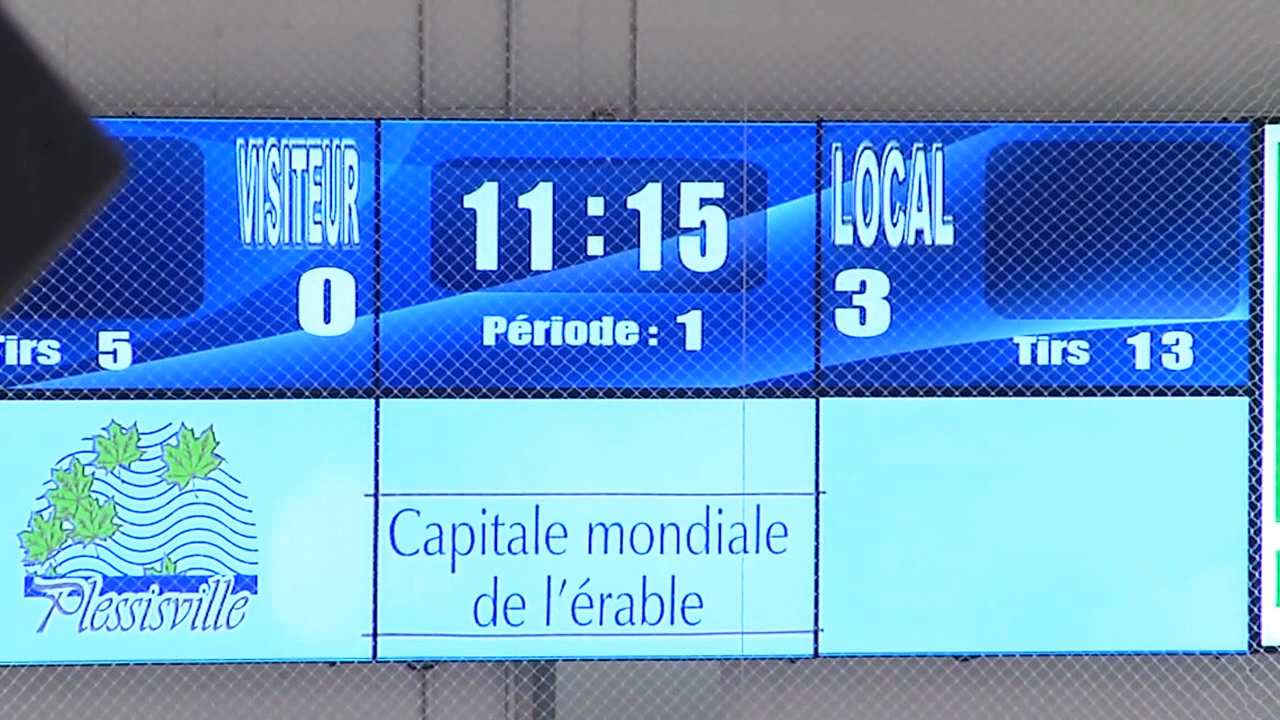 VISITEUR
0
Tirs 5
11:15
Période : 1
LOCAL
3
Tirs 13
Plessisville
Capitale mondiale
de l'érable